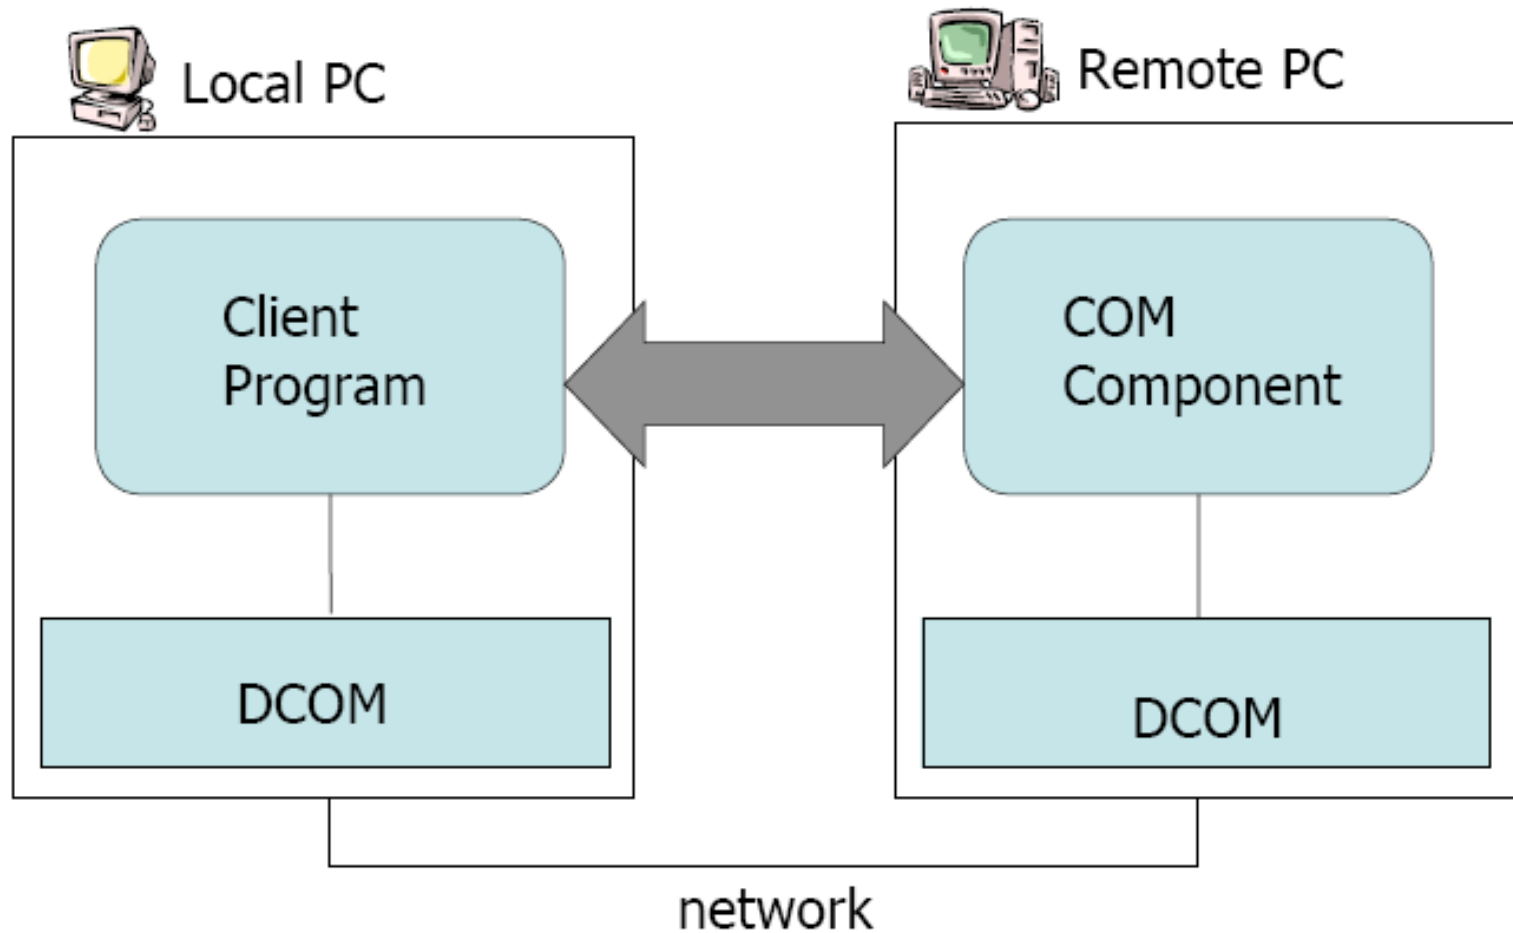 Local PC
Remote PC
Client
Program
COM
Component
DCOM
DCOM
network